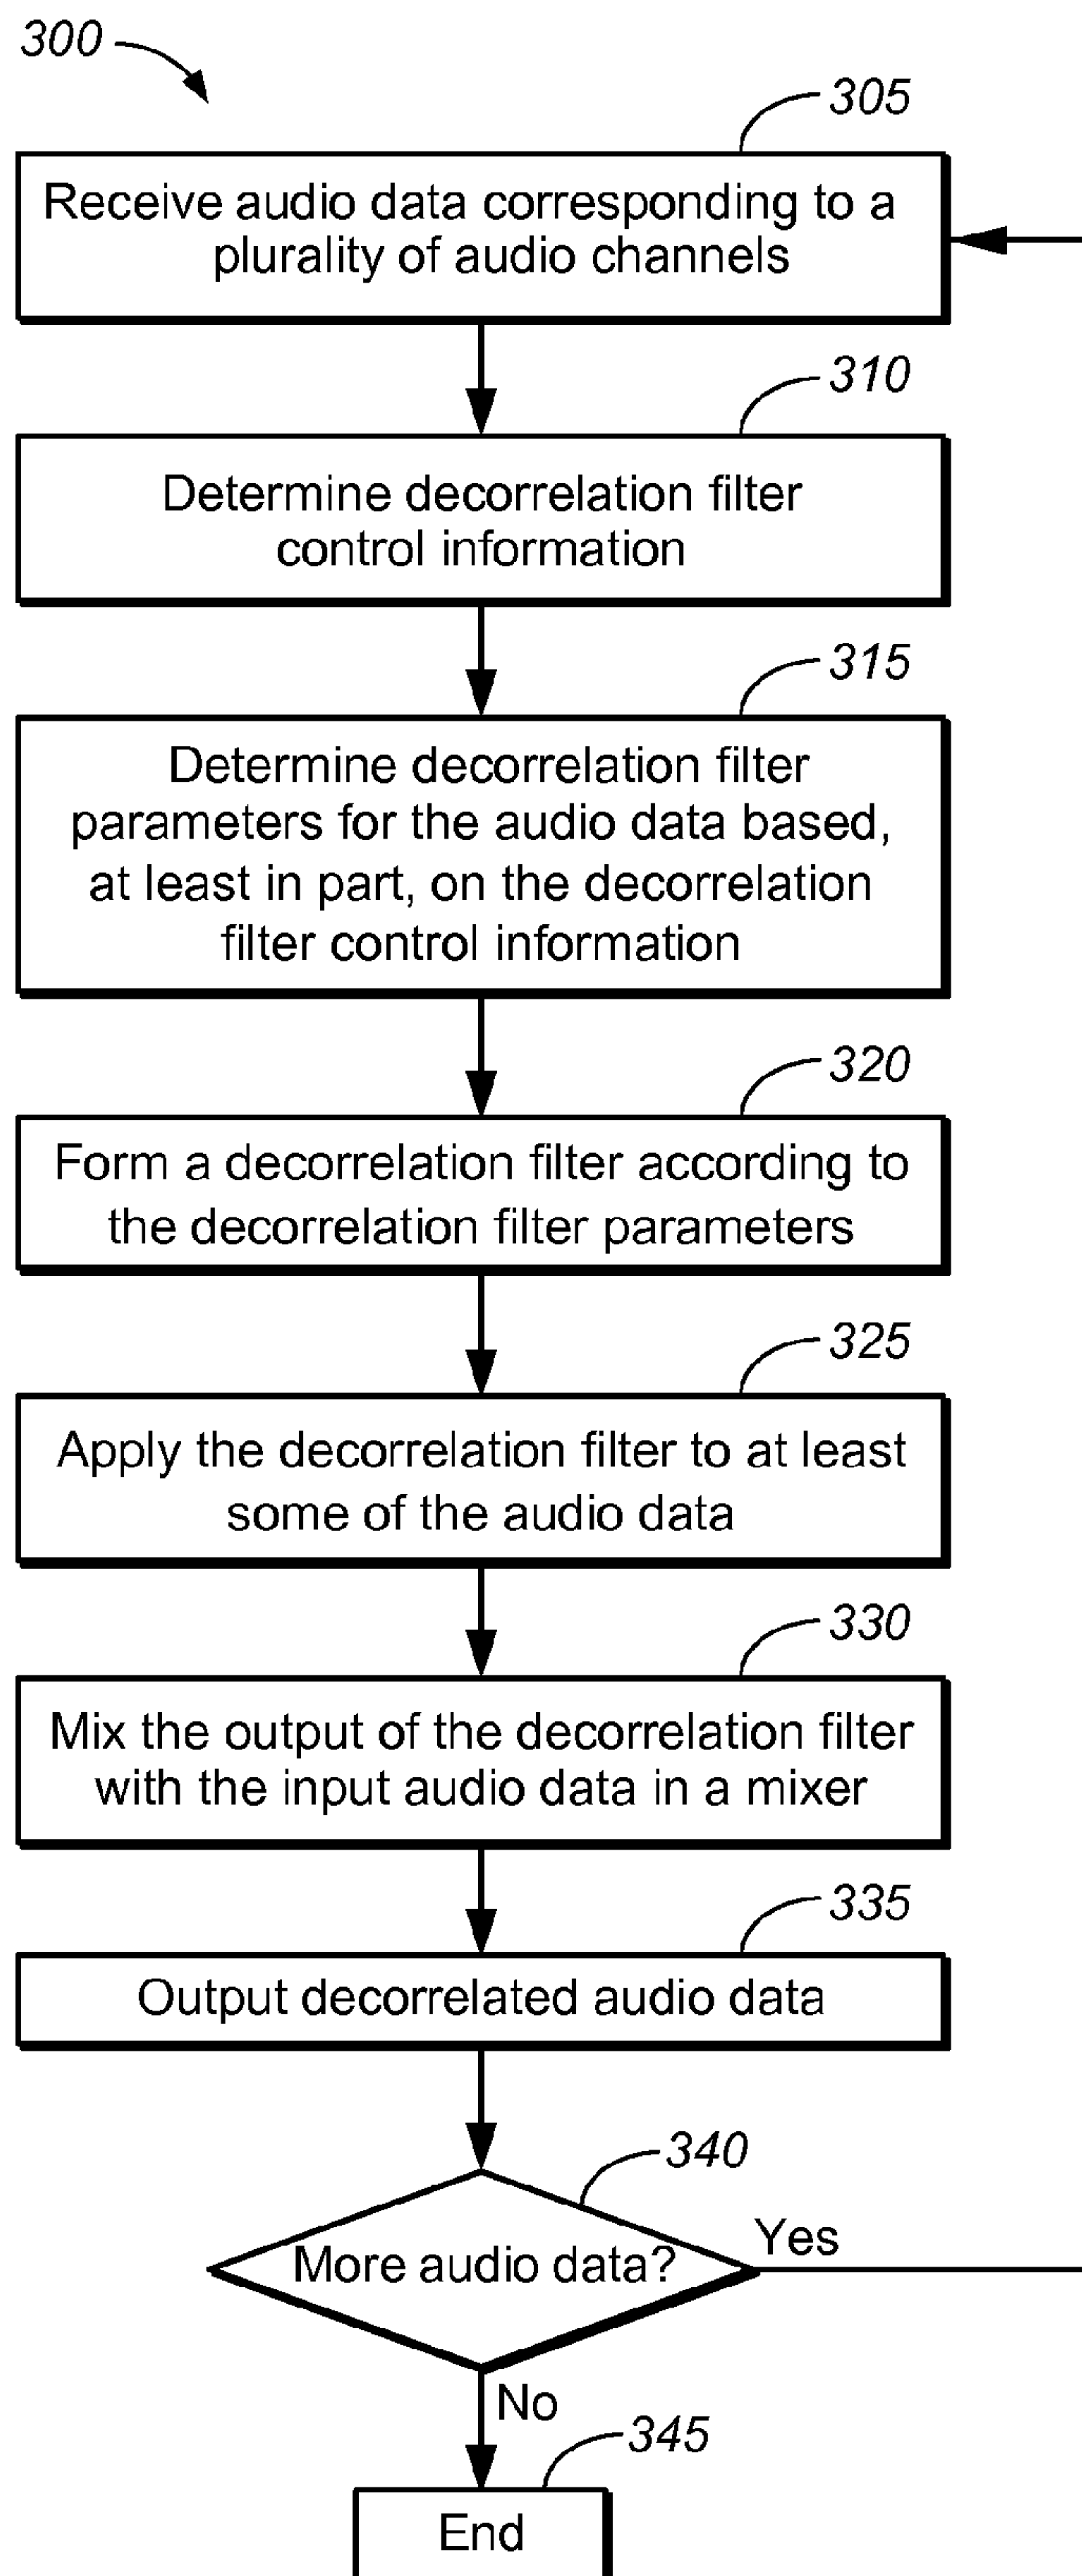 300
305
Receive audio data corresponding to a
plurality of audio channels
310
Determine decorrelation filter
control information
315
Determine decorrelation filter
parameters for the audio data based,
at least in part, on the decorrelation
filter control information
320
Form a decorrelation filter according to
the decorrelation filter parameters
325
Apply the decorrelation filter to at least
some of the audio data
330
Mix the output of the decorrelation filter
with the input audio data in a mixer
335
Output decorrelated audio data
340
More audio data?
Yes
No
345
End